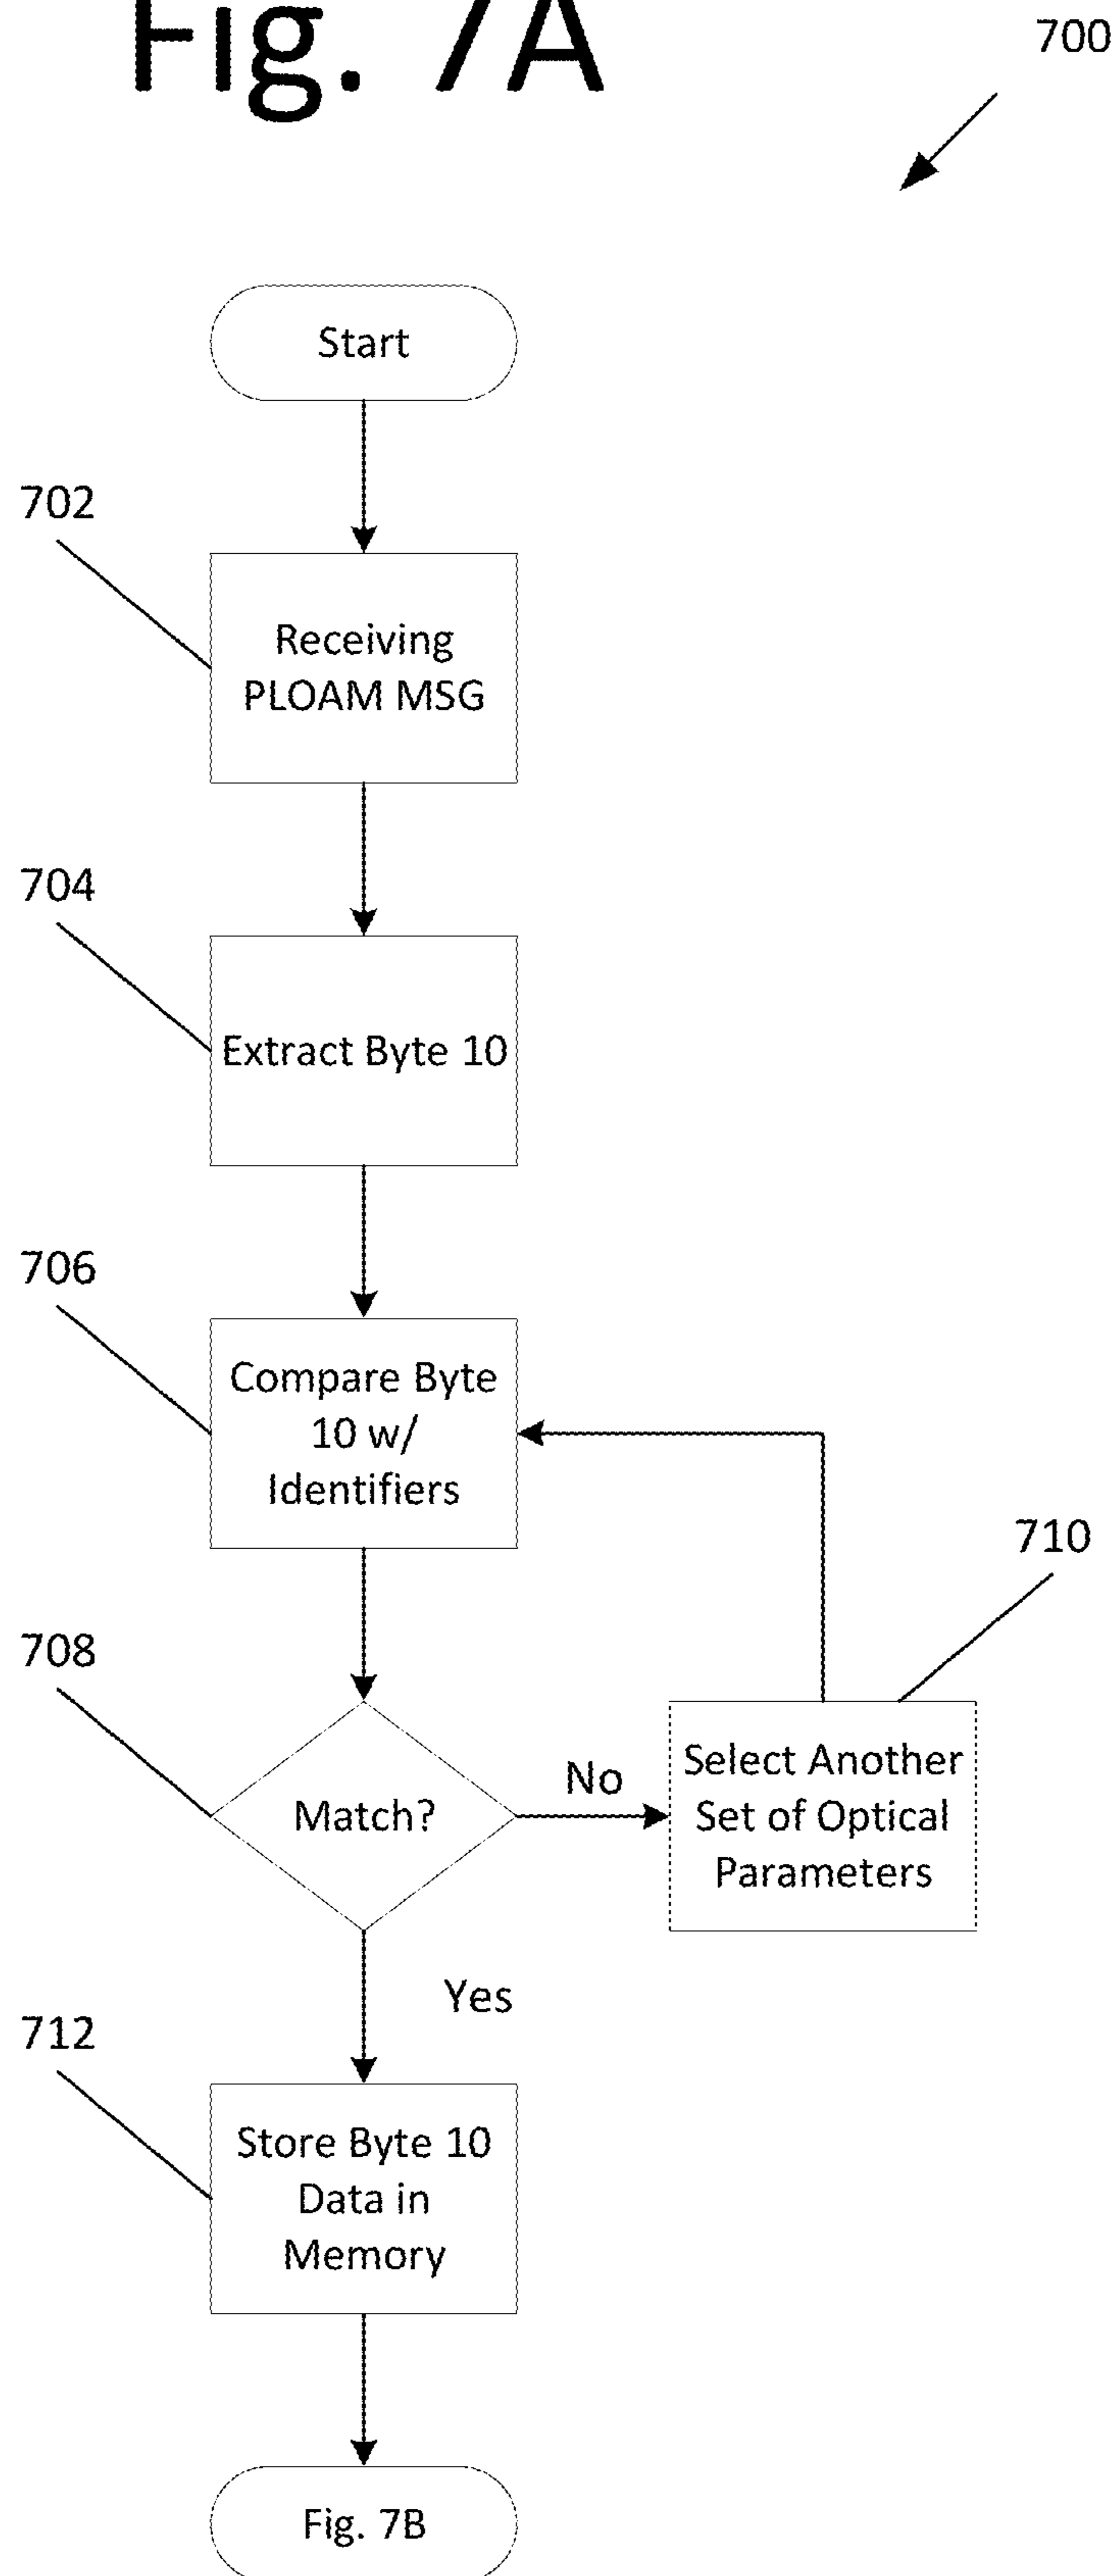 Fig. 7A
700
Start
702
Receiving
PLOAM MSG
704
Extract Byte 10
706
Compare Byte
10 w/
Identifiers
710
708
Match?
No
Select Another
Set of Optical
Parameters
Yes
712
Store Byte 10
Data in
Memory
Fig. 7B